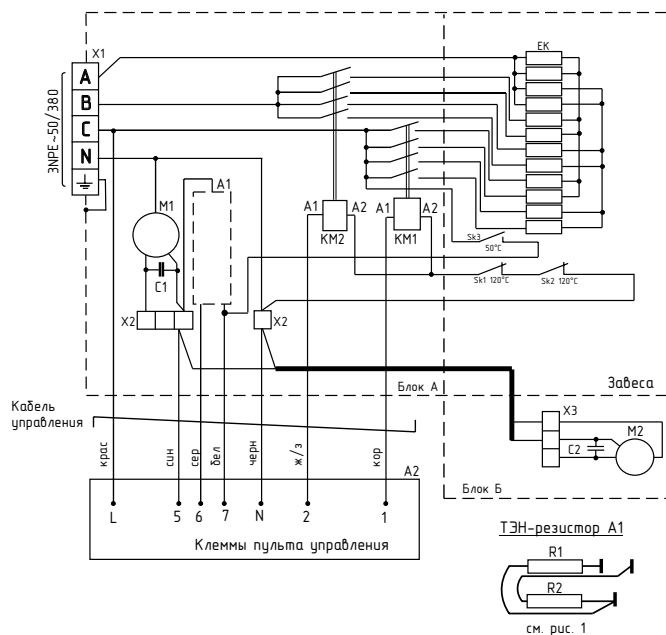 X1
EK
A
B
C
N
3NPE~50/380
A1
M1
C1
A1
A2
KM2
A1
A2
KM1
Sk3
50°C
Sk1 120°C
Sk2 120°C
X2
X2
Блок А
Завеса
Кабель
управления
X3
M2
C2
Блок Б
крас
син
сер
бел
черн
ж/з
кор
A2
L
5
6
7
N
2
1
Клеммы пульта управления
ТЭН-резистор А1
R1
R2
см. рис. 1